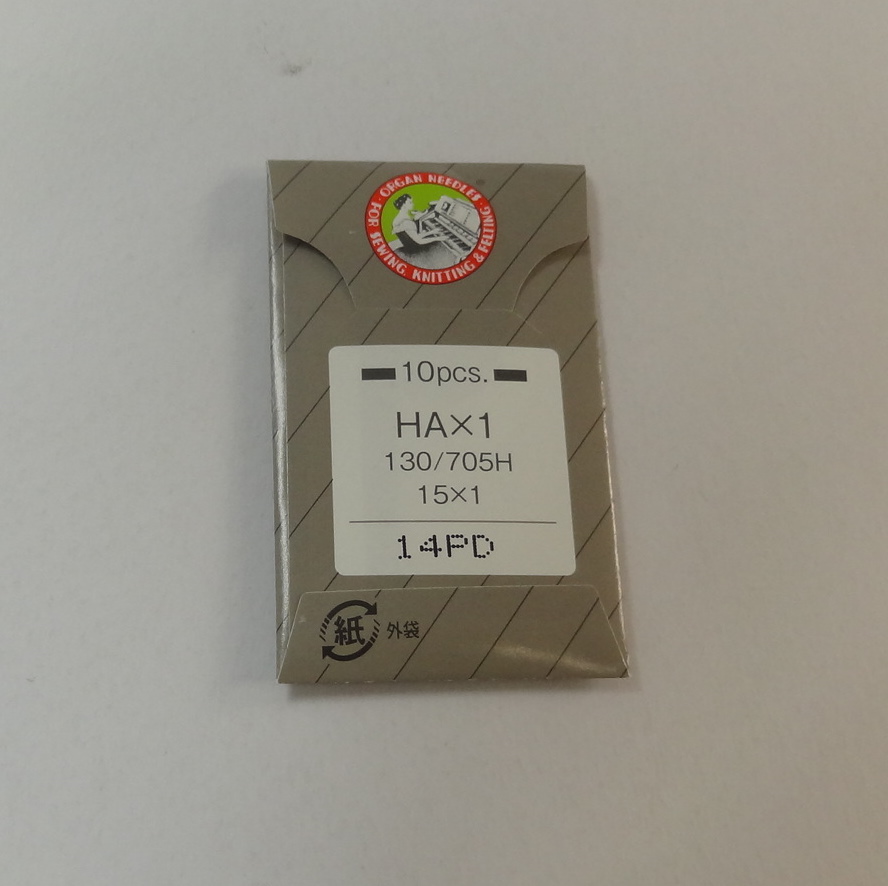 ORGAN NEEDLES
FOR SEWING KNITTING & FELTING
10pcs.
HA×1
130/705H
15×1
14PD
紙 外袋